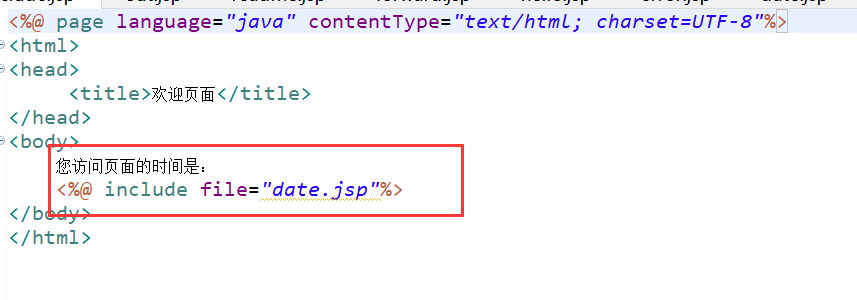 <%@ page language="java" contentType="text/html; charset=UTF-8"%>
<html>
<head>
<title>欢迎页面</title>
</head>
<body>
您访问页面的时间是：
<%@ include file="date.jsp"%>
</body>
</html>